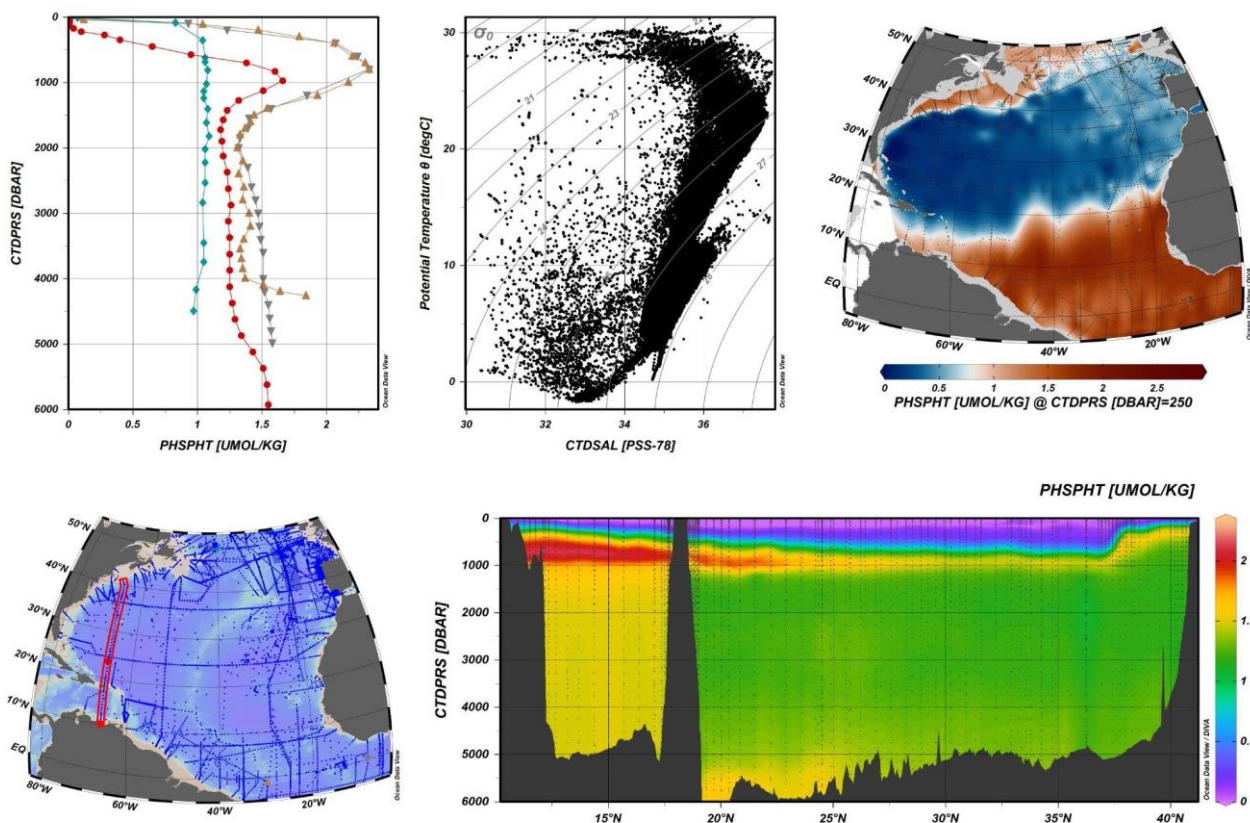 0
1000
2000
3000
4000
5000
6000
CTDPRS [DBAR]
0
0.5
1
1.5
2
PHSPHT [UMOL/KG]
Ocean Data View
σ0
30
20
10
0
Potential Temperature θ [degC]
21
23
27
30
32
34
36
CTDSAL [PSS-78]
Ocean Data View
50°N
40°N
30°N
20°N
10°N
EQ
80°W
60°W
40°W
20°W
Ocean Data View / DIVA
0
0.5
1
1.5
2
2.5
PHSPHT [UMOL/KG] @ CTDPRS [DBAR]=250
50°N
40°N
30°N
20°N
10°N
EQ
80°W
60°W
40°W
20°W
Ocean Data View
PHSPHT [UMOL/KG]
0
1000
2000
3000
4000
5000
6000
CTDPRS [DBAR]
15°N
20°N
25°N
30°N
35°N
40°N
Ocean Data View / DIVA
2
1
0